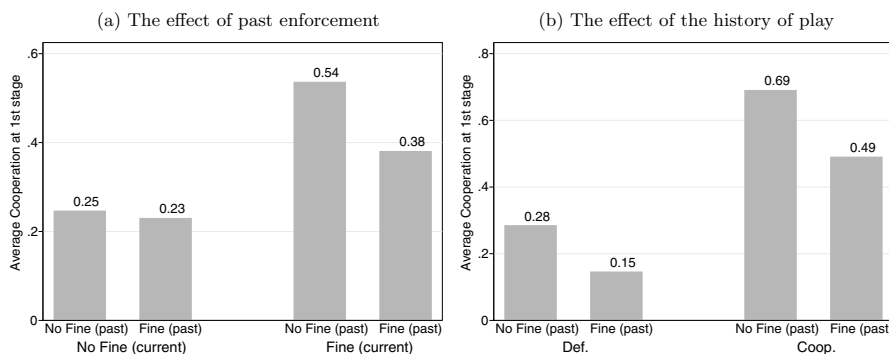 (a) The effect of past enforcement
Average Cooperation at 1st stage
.6
.4
.2
0
0.25
0.23
0.54
0.38
No Fine (past) Fine (past) No Fine (past) Fine (past)
No Fine (current) Fine (current)
(b) The effect of the history of play
Average Cooperation at 1st stage
.8
.6
.4
.2
0
0.28
0.15
0.69
0.49
No Fine (past) Fine (past) No Fine (past) Fine (past)
Def. Coop.